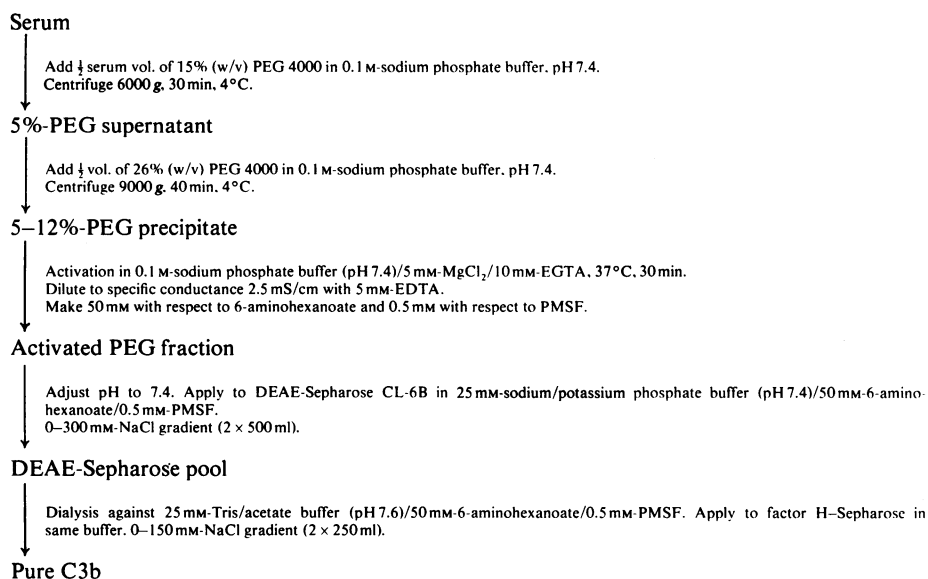 Serum
Add ½ serum vol. of 15% (w/v) PEG 4000 in 0.1 M-sodium phosphate buffer, pH 7.4.
Centrifuge 6000 g, 30 min, 4°C.
5%-PEG supernatant
Add ½ vol. of 26% (w/v) PEG 4000 in 0.1 M-sodium phosphate buffer, pH 7.4.
Centrifuge 9000 g, 40 min, 4°C.
5–12%-PEG precipitate
Activation in 0.1 M-sodium phosphate buffer (pH 7.4)/5 mM-MgCl₂/10 mM-EGTA, 37°C, 30 min.
Dilute to specific conductance 2.5 mS/cm with 5 mM-EDTA.
Make 50 mM with respect to 6-aminohexanoate and 0.5 mM with respect to PMSF.
Activated PEG fraction
Adjust pH to 7.4. Apply to DEAE-Sepharose CL-6B in 25 mM-sodium/potassium phosphate buffer (pH 7.4)/50 mM-6-amino-
hexanoate/0.5 mM-PMSF.
0–300 mM-NaCl gradient (2 × 500 ml).
DEAE-Sepharose pool
Dialysis against 25 mM-Tris/acetate buffer (pH 7.6)/50 mM-6-aminohexanoate/0.5 mM-PMSF. Apply to factor H–Sepharose in
same buffer. 0–150 mM-NaCl gradient (2 × 250 ml).
Pure C3b